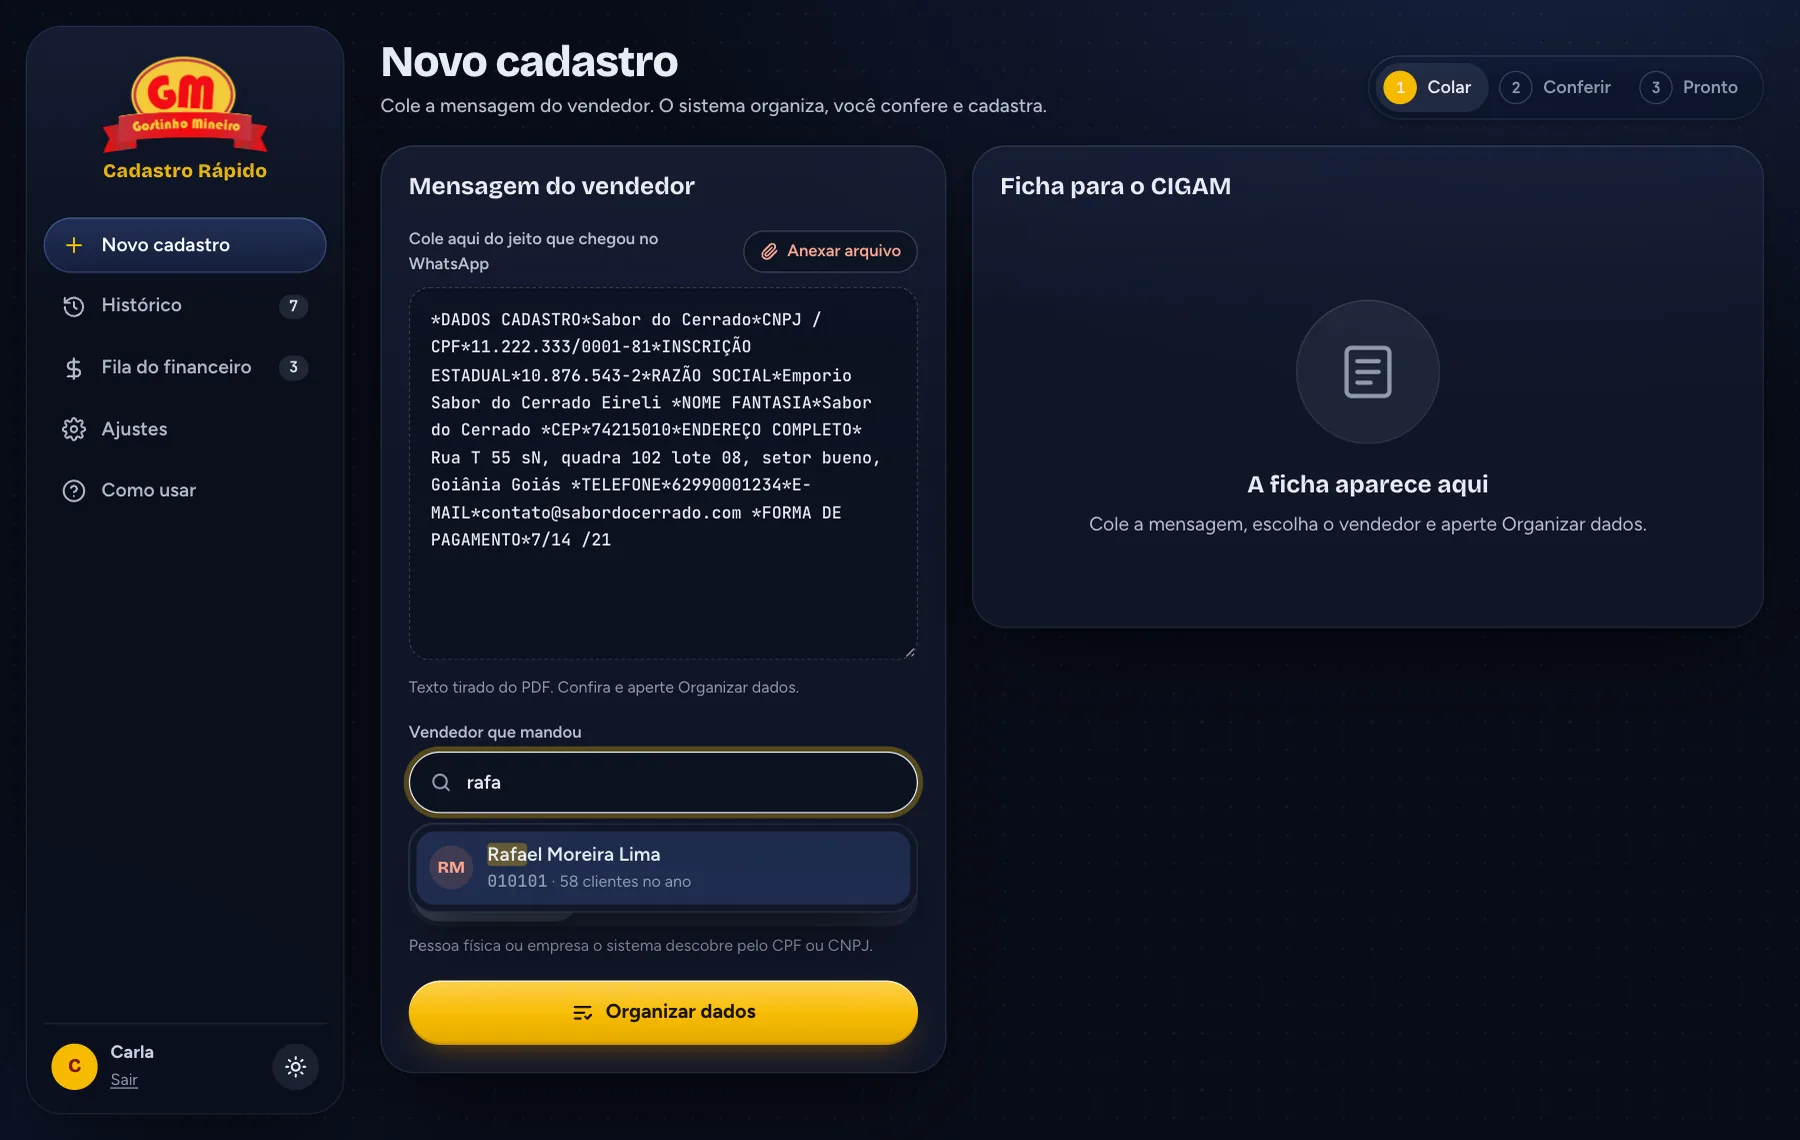 GM
Gostinho Mineiro
Cadastro Rápido
Novo cadastro
Histórico 7
Fila do financeiro 3
Ajustes
Como usar
C
Carla
Sair
Novo cadastro
Cole a mensagem do vendedor. O sistema organiza, você confere e cadastra.
1 Colar 2 Conferir 3 Pronto
Mensagem do vendedor
Cole aqui do jeito que chegou no
WhatsApp
Anexar arquivo
*DADOS CADASTRO*Sabor do Cerrado*CNPJ /
CPF*11.222.333/0001-81*INSCRIÇÃO
ESTADUAL*10.876.543-2*RAZÃO SOCIAL*Emporio
Sabor do Cerrado Eireli *NOME FANTASIA*Sabor
do Cerrado *CEP*74215010*ENDEREÇO COMPLETO*
Rua T 55 sN, quadra 102 lote 08, setor bueno,
Goiânia Goiás *TELEFONE*62990001234*E-
MAIL*contato@sabordocerrado.com *FORMA DE
PAGAMENTO*7/14 /21
Texto tirado do PDF. Confira e aperte Organizar dados.
Vendedor que mandou
rafa
RM
Rafael Moreira Lima
010101 · 58 clientes no ano
Pessoa física ou empresa o sistema descobre pelo CPF ou CNPJ.
Organizar dados
Ficha para o CIGAM
A ficha aparece aqui
Cole a mensagem, escolha o vendedor e aperte Organizar dados.